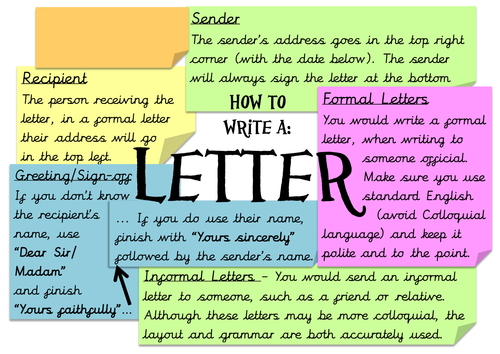 Sender
The sender's address goes in the top right
corner (with the date below). The sender
will always sign the letter at the bottom
Recipient
The person receiving the
letter, in a formal letter
their address will go
in the top left.
HOW TO
WRITE A:
LETTER
Formal Letters
You would write a formal
letter, when writing to
someone official.
Make sure you use
standard English
(avoid Colloquial
language) and keep it
polite and to the point.
Greeting/Sign-off
If you don't know
the recipient's
name, use
"Dear Sir/
Madam"
and finish
"Yours faithfully"...
... If you do use their name,
finish with "Yours sincerely"
followed by the sender's name.
Informal Letters - You would send an informal
letter to someone, such as a friend or relative.
Although these letters may be more colloquial, the
layout and grammar are both accurately used.